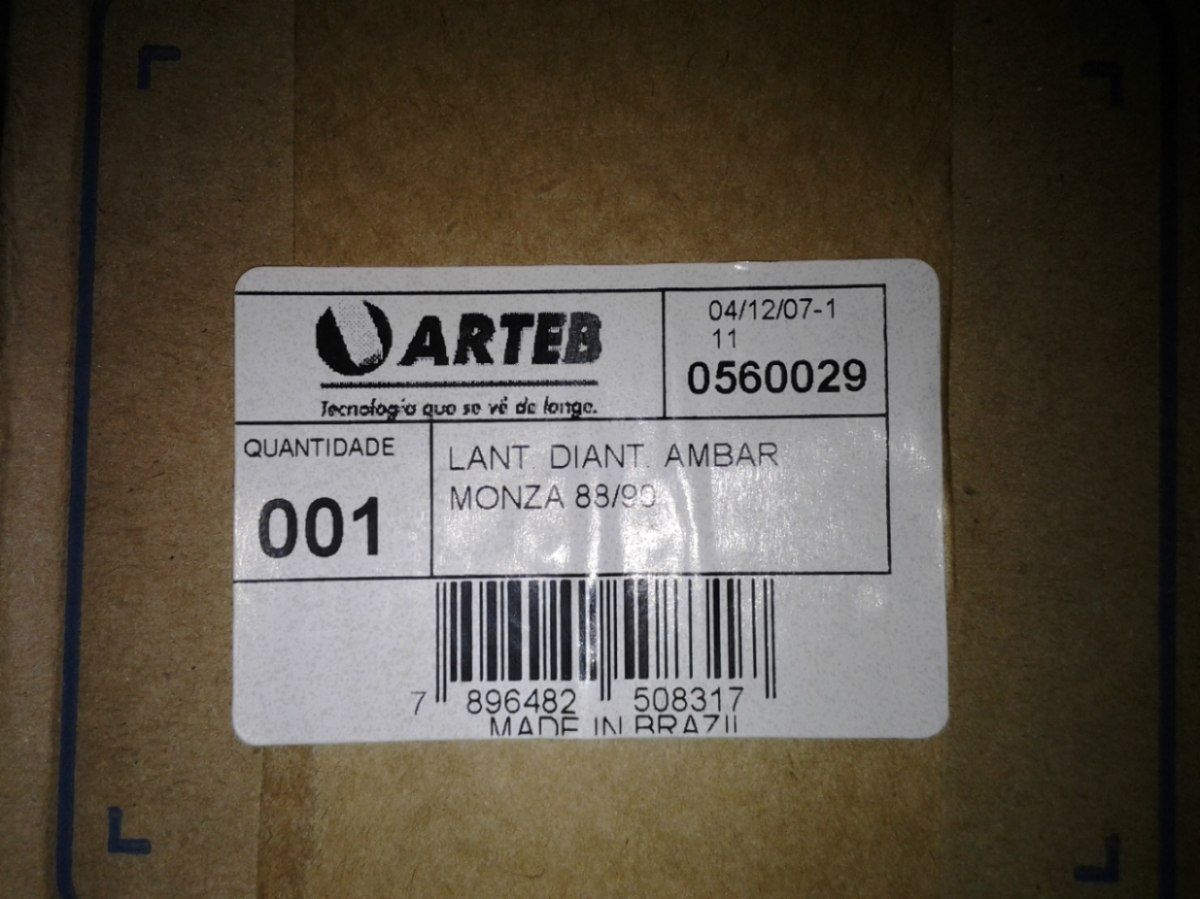 ARTEB
Tecnologia que se vê de longe.
04/12/07-1
11
0560029
QUANTIDADE
001
LANT. DIANT. AMBAR
MONZA 88/90
7 896482 508317
MADE IN BRAZIL